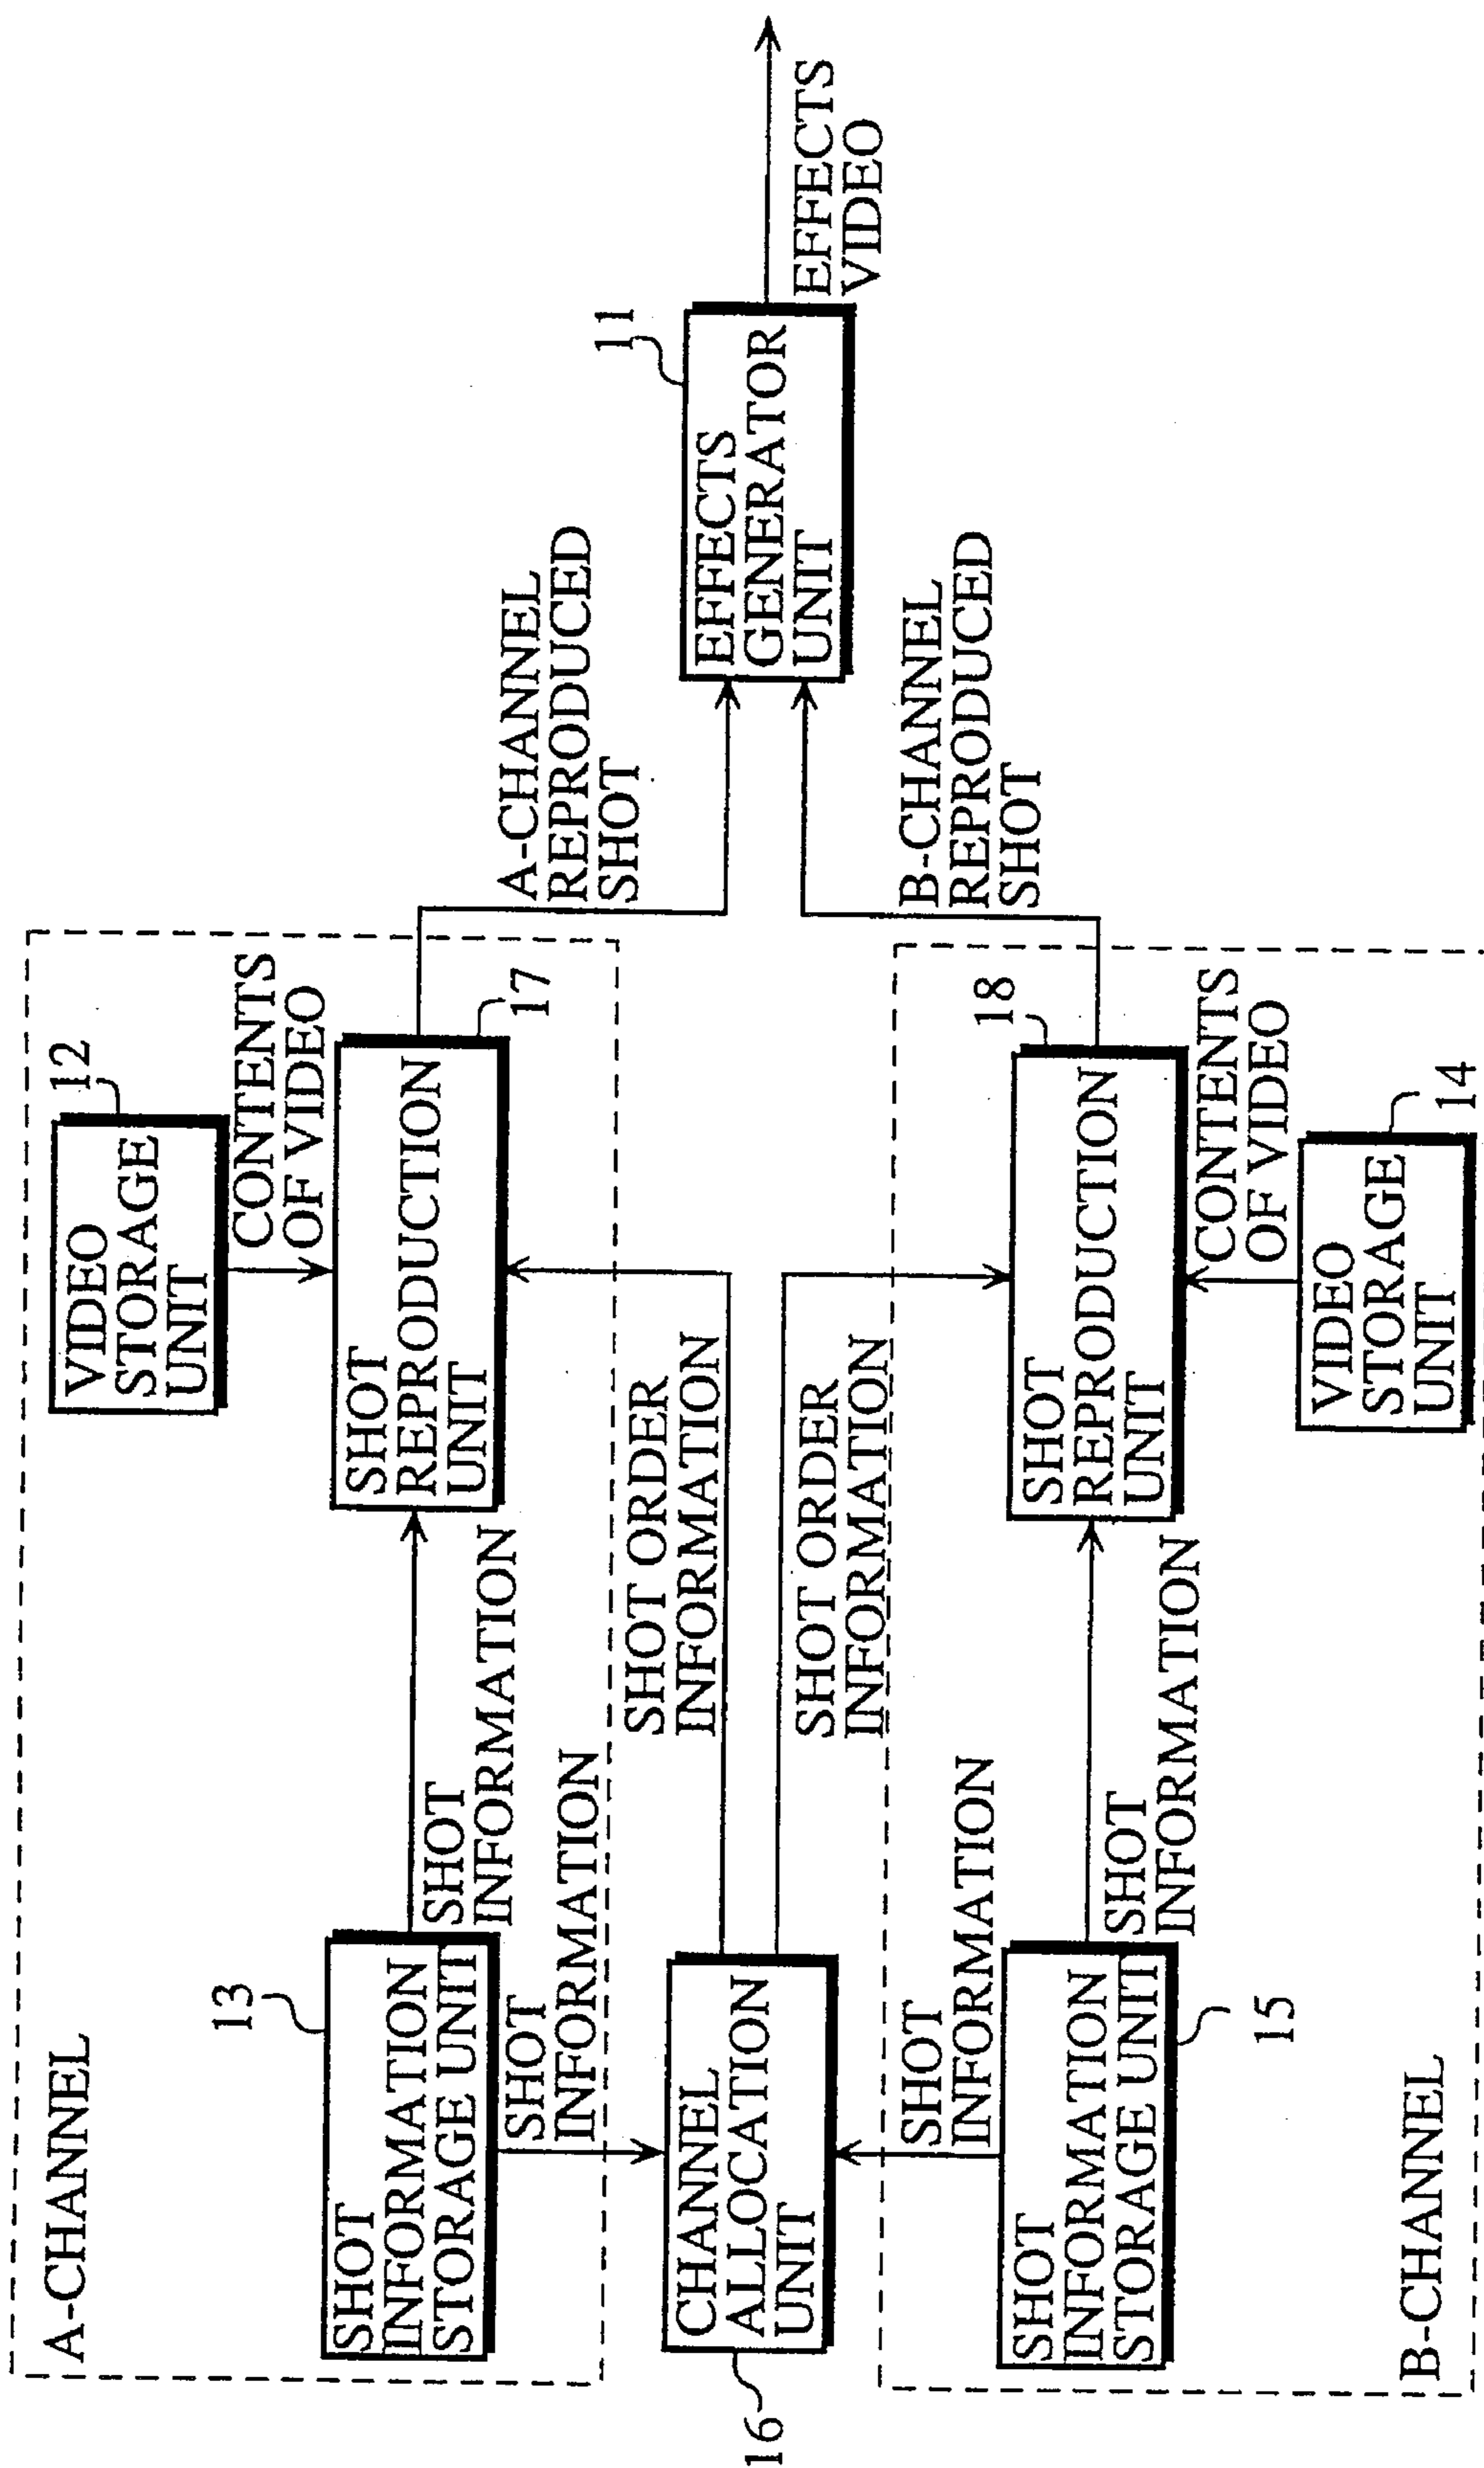 A-CHANNEL
13
SHOT
INFORMATION
STORAGE UNIT
SHOT
INFORMATION
SHOT
INFORMATION
12
VIDEO
STORAGE
UNIT
CONTENTS
OF VIDEO
SHOT
REPRODUCTION
UNIT
17
A-CHANNEL
REPRODUCED
SHOT
16
CHANNEL
ALLOCATION
UNIT
SHOT ORDER
INFORMATION
SHOT ORDER
INFORMATION
11
EFFECTS
GENERATOR
UNIT
EFFECTS
VIDEO
B-CHANNEL
REPRODUCED
SHOT
SHOT
INFORMATION
SHOT
INFORMATION
STORAGE UNIT
15
SHOT
INFORMATION
18
SHOT
REPRODUCTION
UNIT
CONTENTS
OF VIDEO
VIDEO
STORAGE
UNIT
14
B-CHANNEL